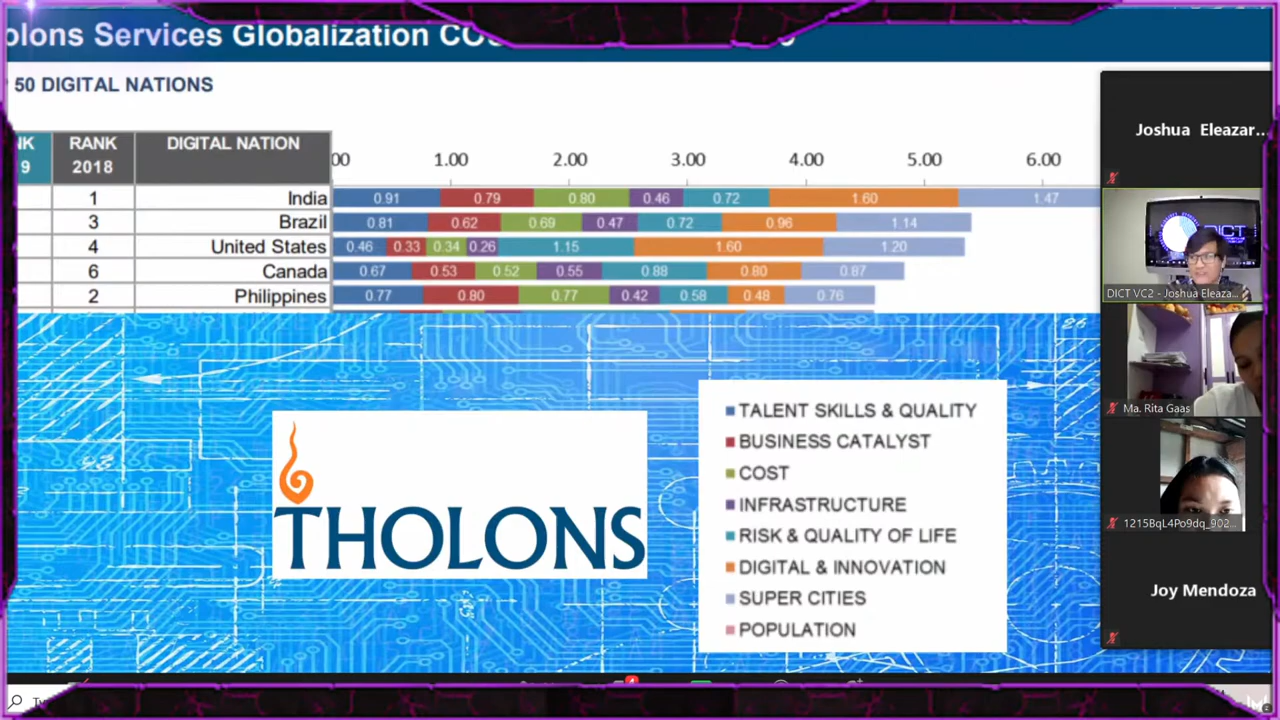 olons Services Globalization
50 DIGITAL NATIONS
NK RANK DIGITAL NATION
9 2018
00 1.00 2.00 3.00 4.00 5.00 6.00
1 India 0.91 0.79 0.80 0.46 0.72 1.60 1.47
3 Brazil 0.81 0.62 0.69 0.47 0.72 0.96 1.14
4 United States 0.46 0.33 0.34 0.26 1.15 1.60 1.20
6 Canada 0.67 0.53 0.52 0.55 0.88 0.80 0.87
2 Philippines 0.77 0.80 0.77 0.42 0.58 0.48 0.76
THOLONS
TALENT SKILLS & QUALITY
BUSINESS CATALYST
COST
INFRASTRUCTURE
RISK & QUALITY OF LIFE
DIGITAL & INNOVATION
SUPER CITIES
POPULATION
Joshua Eleazar...
DICT
DICT VC2 - Joshua Eleaza...
Ma. Rita Gaas
1215BqL4Po9dq_902...
Joy Mendoza